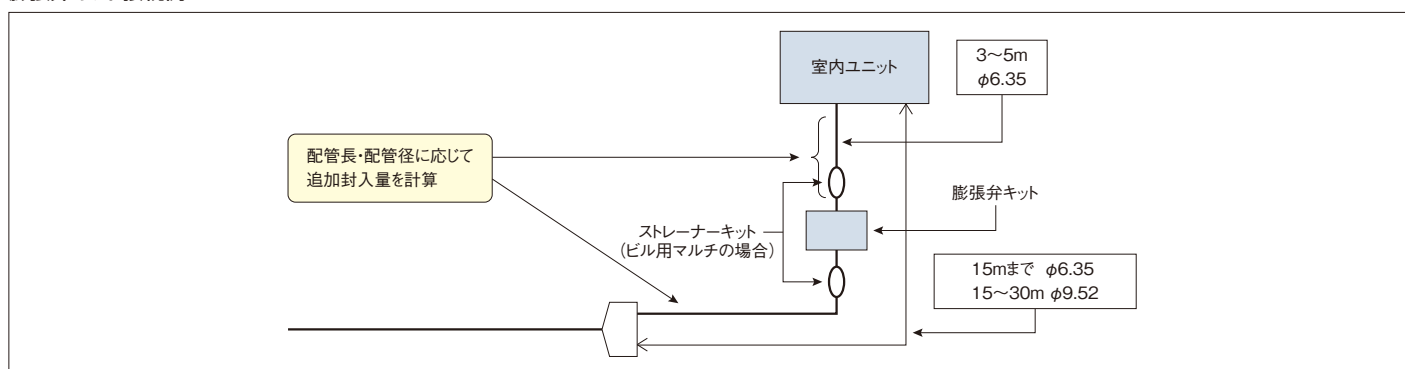 室内ユニット
3〜5m
φ6.35
配管長・配管径に応じて
追加封入量を計算
膨張弁キット
ストレーナーキット
(ビル用マルチの場合)
15mまで φ6.35
15〜30m φ9.52